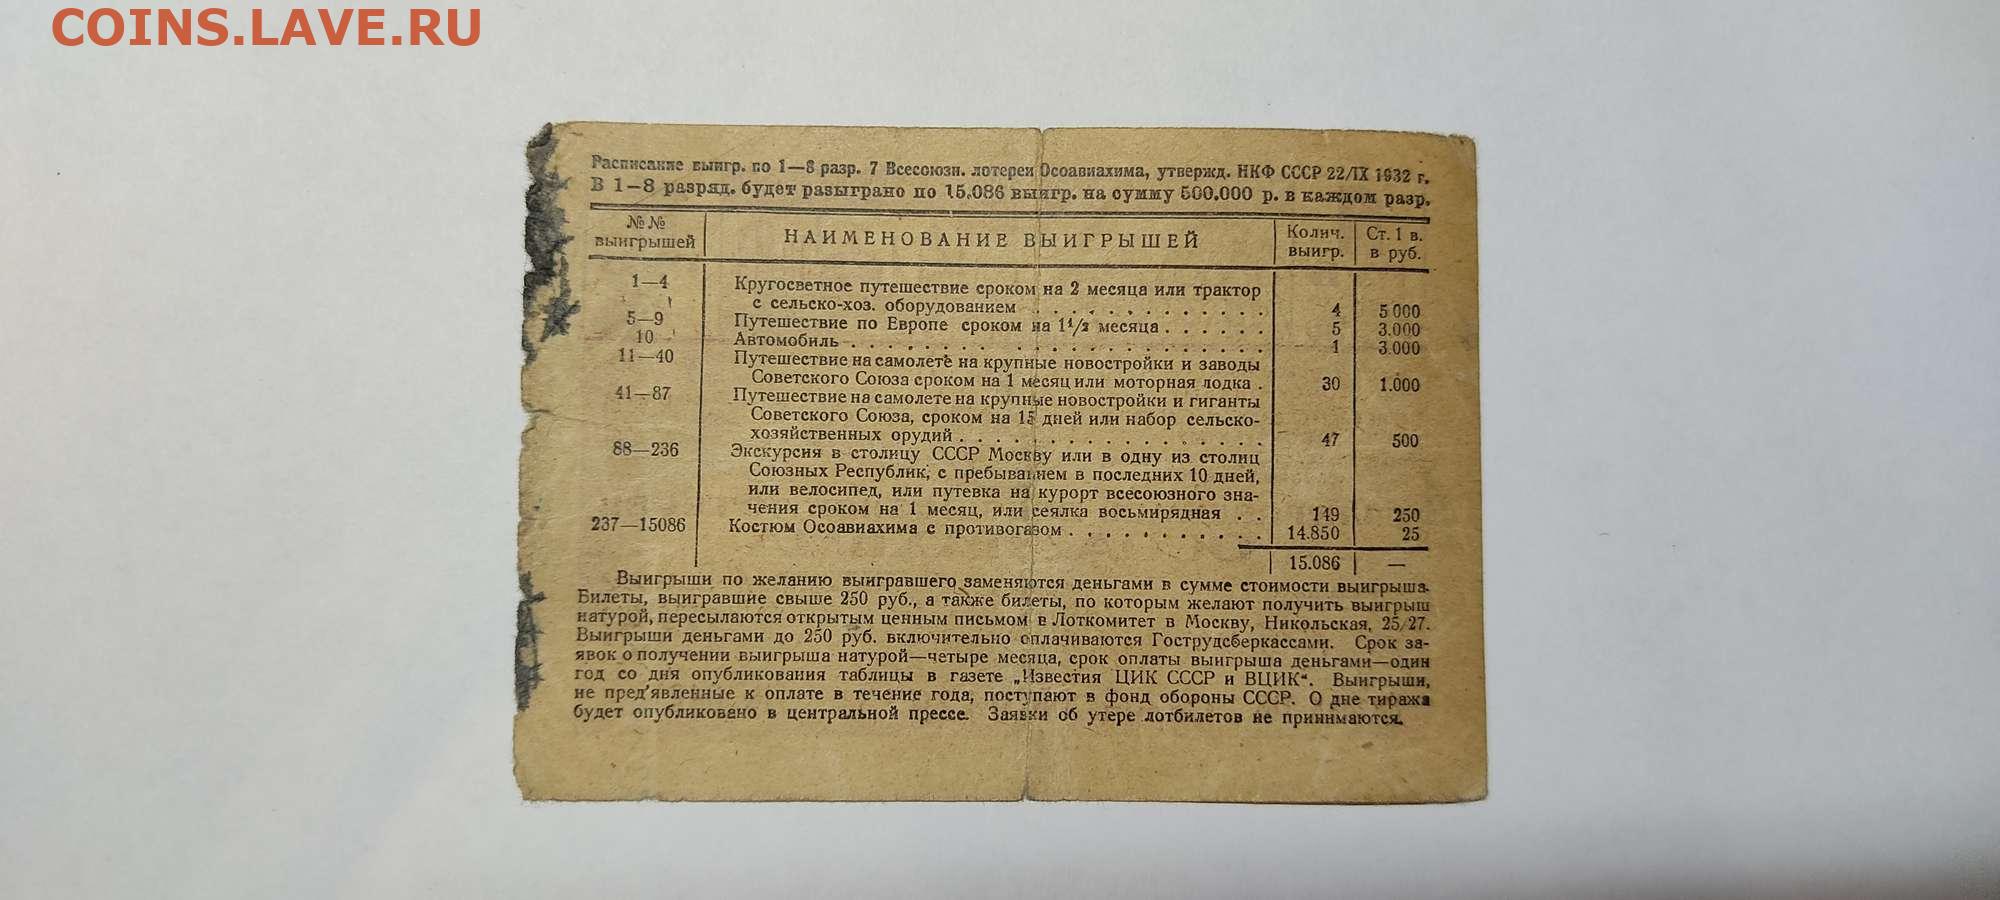 COINS.LAVE.RU
Расписание выигр. по 1—8 разр. 7 Всесоюзн. лотереи Осоавиахима, утвержд. НКФ СССР 22/IX 1932 г.
В 1—8 разряд. будет разыграно по 15.086 выигр. на сумму 500.000 р. в каждом разр.
№№ выигрышей НАИМЕНОВАНИЕ ВЫИГРЫШЕЙ Колич. выигр. Ст. 1 в. в руб.
1—4 Кругосветное путешествие сроком на 2 месяца или трактор
с сельско-хоз. оборудованием . . . . . . . . . . . . 4 5 000
5—9 Путешествие по Европе сроком на 1 1/2 месяца . . . . . . 5 3.000
10 Автомобиль . . . . . . . . . . . . . . . . . . . . . 1 3.000
11—40 Путешествие на самолете на крупные новостройки и заводы
Советского Союза сроком на 1 месяц или моторная лодка . 30 1.000
41—87 Путешествие на самолете на крупные новостройки и гиганты
Советского Союза, сроком на 15 дней или набор сельско-
хозяйственных орудий . . . . . . . . . . . . . . . . 47 500
88—236 Экскурсия в столицу СССР Москву или в одну из столиц
Союзных Республик, с пребыванием в последних 10 дней,
или велосипед, или путевка на курорт всесоюзного зна-
чения сроком на 1 месяц, или сеялка восьмирядная . . 149 250
237—15086 Костюм Осоавиахима с противогазом . . . . . . . . . . . 14.850 25
15.086 —
Выигрыши по желанию выигравшего заменяются деньгами в сумме стоимости выигрыша.
Билеты, выигравшие свыше 250 руб., а также билеты, по которым желают получить выигрыш
натурой, пересылаются открытым ценным письмом в Лоткомитет в Москву, Никольская, 25/27.
Выигрыши деньгами до 250 руб. включительно оплачиваются Гострудсберкассами. Срок за-
явок о получении выигрыша натурой—четыре месяца, срок оплаты выигрыша деньгами—один
год со дня опубликования таблицы в газете „Известия ЦИК СССР и ВЦИК“. Выигрыши,
не пред'явленные к оплате в течение года, поступают в фонд обороны СССР. О дне тиража
будет опубликовано в центральной прессе. Заявки об утере лотбилетов не принимаются.